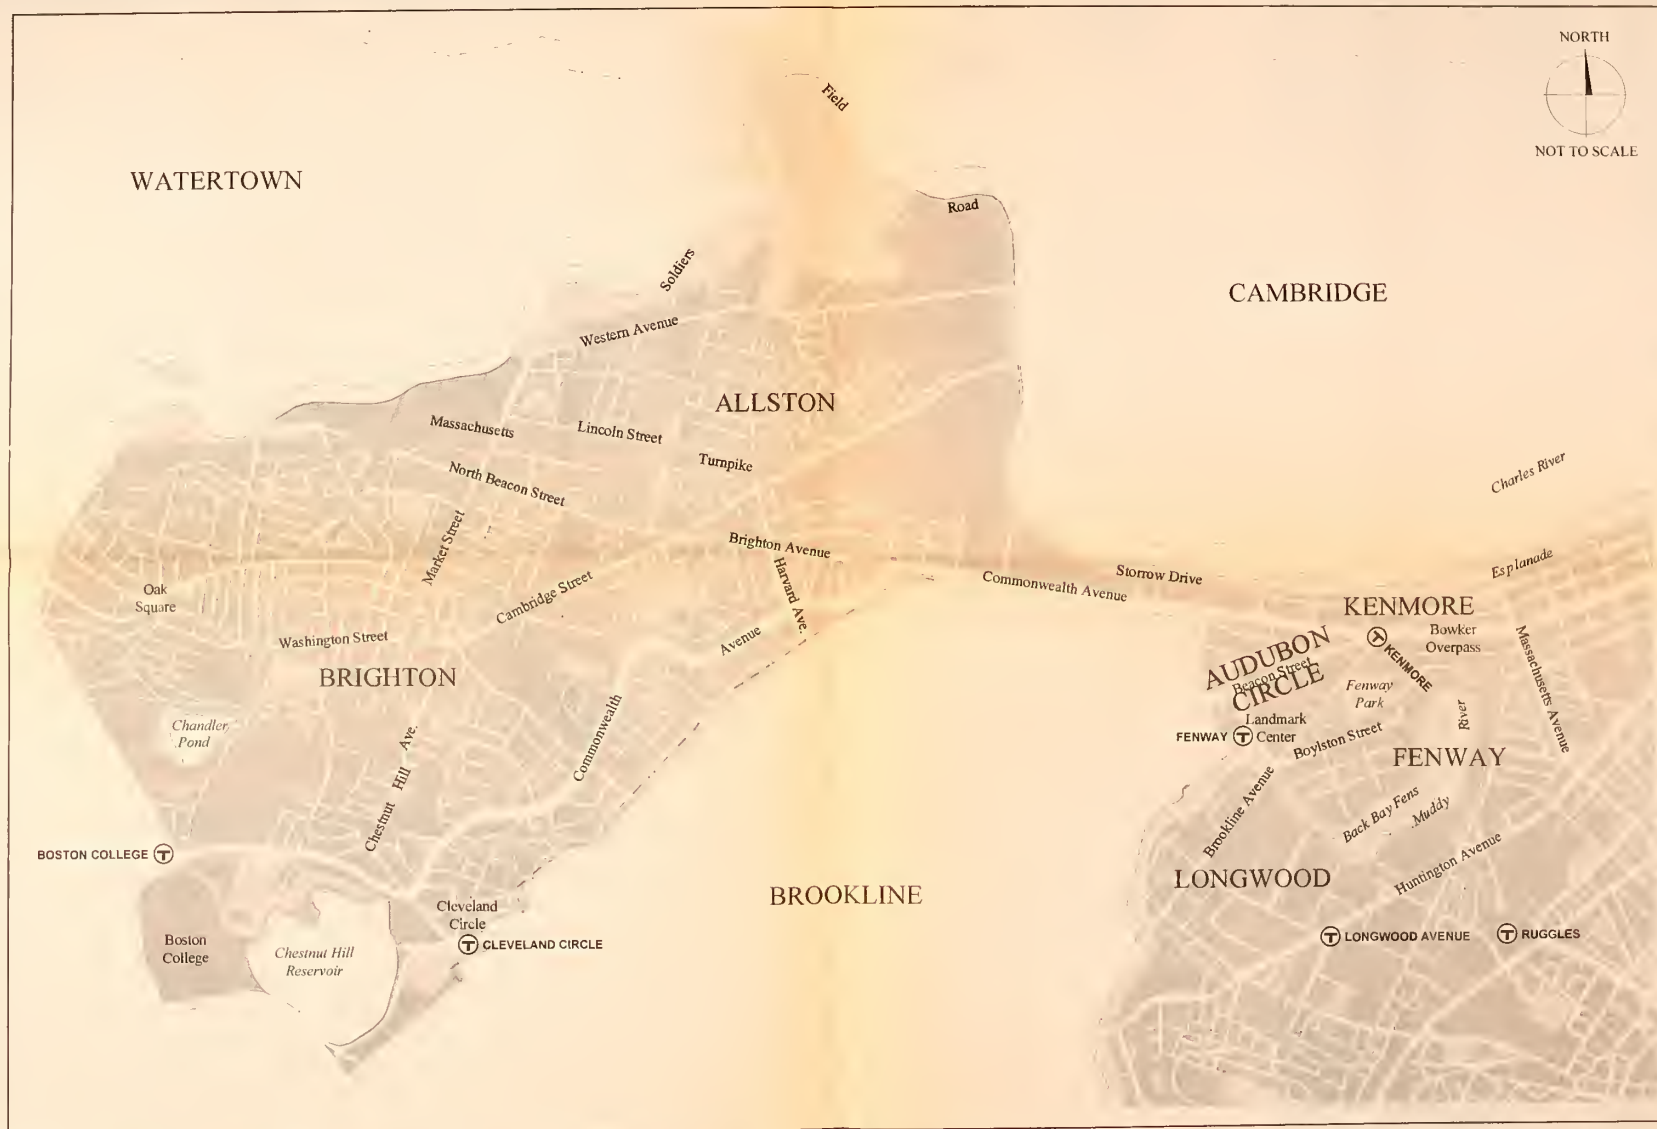 NORTH
NOT TO SCALE
Field
WATERTOWN
Road
Soldiers
CAMBRIDGE
Western Avenue
ALLSTON
Massachusetts
Lincoln Street
Turnpike
North Beacon Street
Charles River
Market Street
Brighton Avenue
Esplanade
Storrow Drive
Commonwealth Avenue
Harvard Ave.
Oak
Square
Cambridge Street
KENMORE
Bowker
Overpass
Washington Street
Avenue
AUDUBON
Beacon Street
CIRCLE
T KENMORE
Massachusetts Avenue
BRIGHTON
Fenway
Park
River
Chandler
Pond
Commonwealth
Landmark
Center
FENWAY T
Boylston Street
FENWAY
Chestnut Hill Ave.
Brookline Avenue
Back Bay Fens
Muddy
BOSTON COLLEGE T
Huntington Avenue
LONGWOOD
BROOKLINE
Cleveland
Circle
T CLEVELAND CIRCLE
T LONGWOOD AVENUE
T RUGGLES
Boston
College
Chestnut Hill
Reservoir